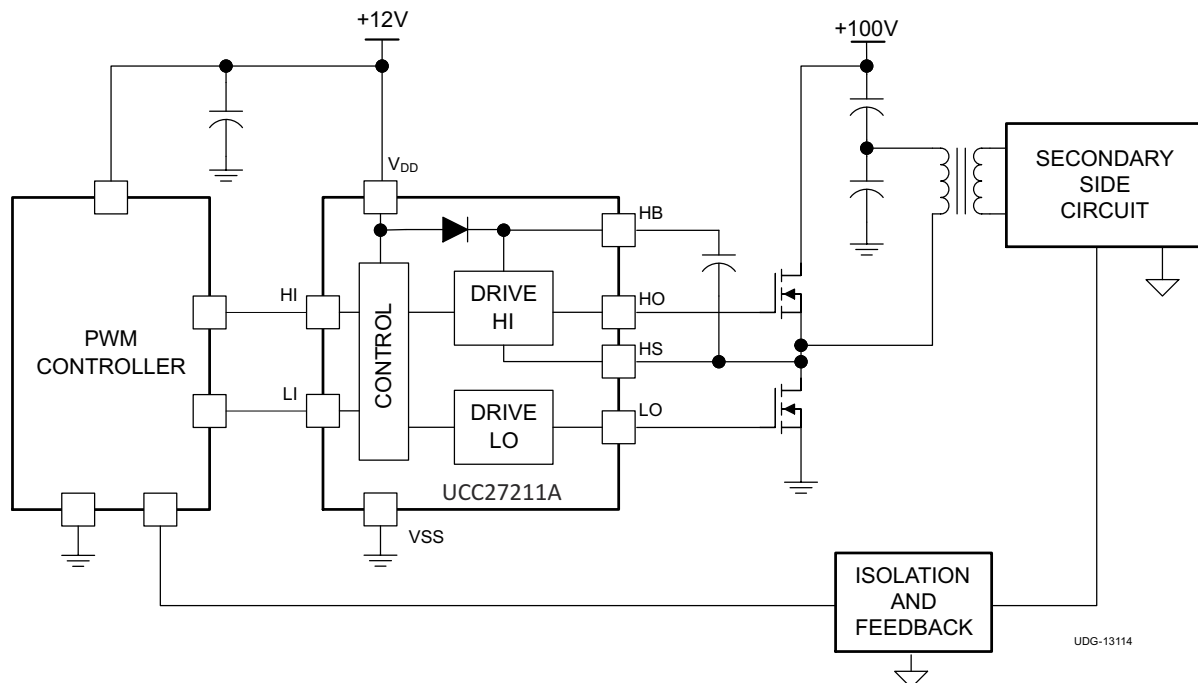 +12V
+100V
VDD
SECONDARY
SIDE
CIRCUIT
HB
HI
DRIVE
HI
HO
PWM
CONTROLLER
CONTROL
HS
LI
DRIVE
LO
LO
UCC27211A
VSS
ISOLATION
AND
FEEDBACK
UDG-13114